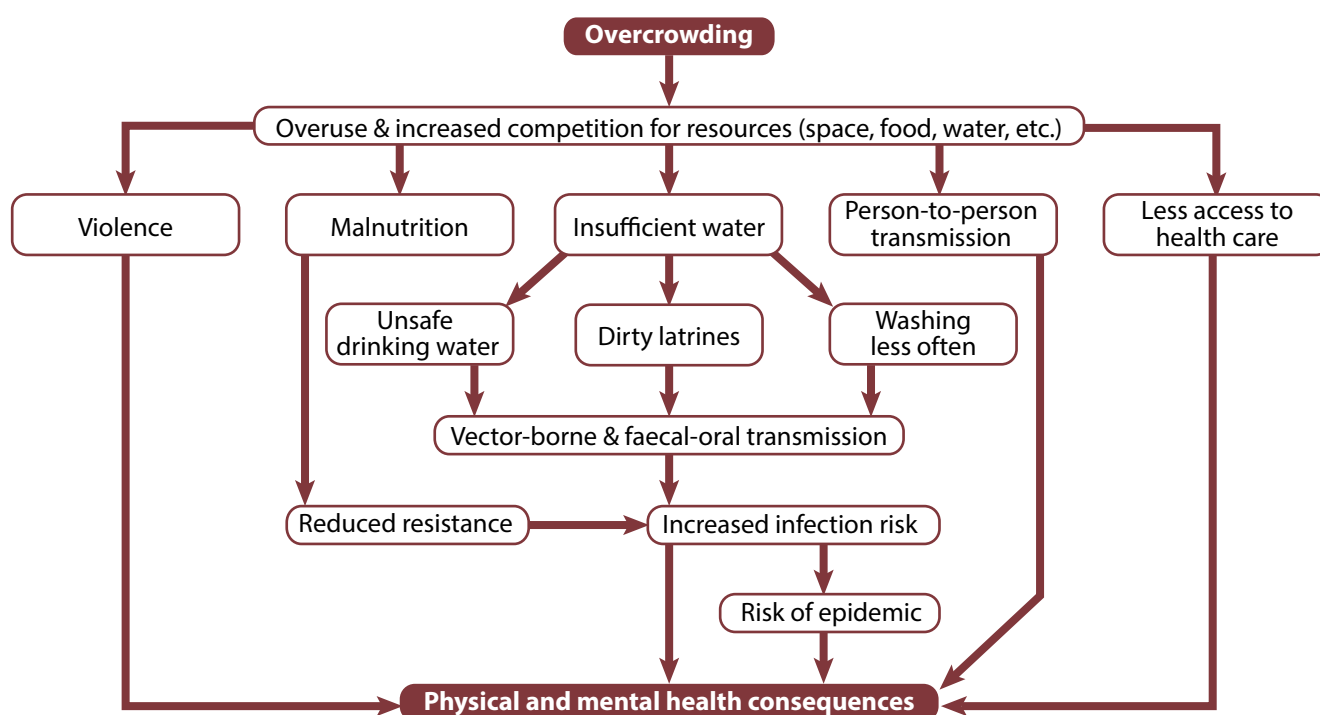 Overcrowding
Overuse & increased competition for resources (space, food, water, etc.)
Violence
Malnutrition
Insufficient water
Person-to-person
transmission
Less access to
health care
Unsafe
drinking water
Dirty latrines
Washing
less often
Vector-borne & faecal-oral transmission
Reduced resistance
Increased infection risk
Risk of epidemic
Physical and mental health consequences